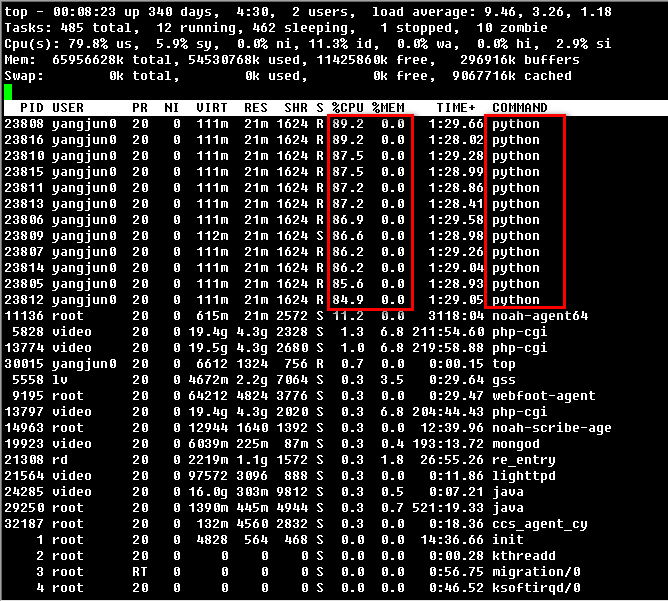 top - 00:08:23 up 340 days,  4:30,  2 users,  load average: 9.46, 3.26, 1.18
Tasks: 485 total,  12 running, 462 sleeping,   1 stopped,  10 zombie
Cpu(s): 79.8% us,  5.9% sy,  0.0% ni, 11.3% id,  0.0% wa,  0.0% hi,  2.9% si
Mem:  65956628k total, 54530768k used, 11425860k free,   296916k buffers
Swap:        0k total,        0k used,        0k free,  9067716k cached
PID USER      PR  NI  VIRT  RES  SHR S %CPU %MEM    TIME+  COMMAND
23808 yangjun0  20   0  111m  21m 1624 R 89.2  0.0   1:29.66 python
23816 yangjun0  20   0  111m  21m 1624 R 89.2  0.0   1:28.02 python
23810 yangjun0  20   0  111m  21m 1624 R 87.5  0.0   1:29.28 python
23815 yangjun0  20   0  111m  21m 1624 R 87.5  0.0   1:28.99 python
23811 yangjun0  20   0  111m  21m 1624 R 87.2  0.0   1:28.86 python
23813 yangjun0  20   0  111m  21m 1624 R 87.2  0.0   1:28.41 python
23806 yangjun0  20   0  111m  21m 1624 R 86.9  0.0   1:29.58 python
23809 yangjun0  20   0  112m  21m 1624 S 86.6  0.0   1:28.98 python
23807 yangjun0  20   0  111m  21m 1624 R 86.2  0.0   1:29.26 python
23814 yangjun0  20   0  111m  21m 1624 R 86.2  0.0   1:29.04 python
23805 yangjun0  20   0  111m  21m 1624 R 85.6  0.0   1:28.93 python
23812 yangjun0  20   0  111m  21m 1624 R 84.9  0.0   1:29.05 python
11136 root      20   0  615m  21m 2572 S 11.2  0.0   3118:04 noah-agent64
5828 video     20   0 19.4g 4.3g 2328 S  1.3  6.8 211:54.60 php-cgi
13774 video     20   0 19.5g 4.3g 2680 S  1.0  6.8 219:58.88 php-cgi
30015 yangjun0  20   0  6612 1324  756 R  0.7  0.0   0:00.15 top
5558 lv        20   0 4672m 2.2g 7064 S  0.3  3.5   0:29.64 gss
9195 root      20   0 64212 4824 3776 S  0.3  0.0   0:29.47 webfoot-agent
13797 video     20   0 19.4g 4.3g 2020 S  0.3  6.8 204:44.43 php-cgi
14963 root      20   0 12944 1640 1392 S  0.3  0.0  12:39.96 noah-scribe-age
19923 video     20   0 6039m 225m  87m S  0.3  0.4 193:13.72 mongod
21308 rd        20   0 2219m 1.1g 1572 S  0.3  1.8  26:55.26 re_entry
21564 video     20   0 97572 3096  888 S  0.3  0.0   0:11.86 lighttpd
24285 video     20   0 16.0g 303m 9812 S  0.3  0.5   0:07.21 java
29250 root      20   0 1390m 445m 4944 S  0.3  0.7 521:19.33 java
32187 root      20   0  132m 4560 2832 S  0.3  0.0   0:18.36 ccs_agent_cy
1 root      20   0  4828  564  468 S  0.0  0.0  14:36.66 init
2 root      20   0     0    0    0 S  0.0  0.0   0:00.28 kthreadd
3 root      RT   0     0    0    0 S  0.0  0.0   0:56.75 migration/0
4 root      20   0     0    0    0 S  0.0  0.0   0:46.52 ksoftirqd/0